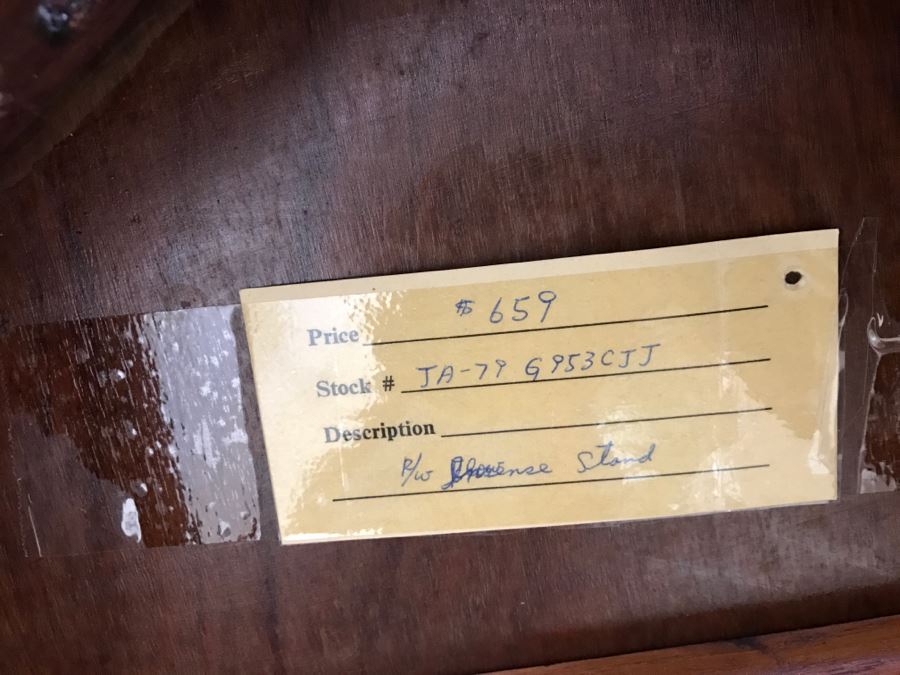 Price $ 659
Stock # JA-79 G953CJJ
Description
R/W Stand